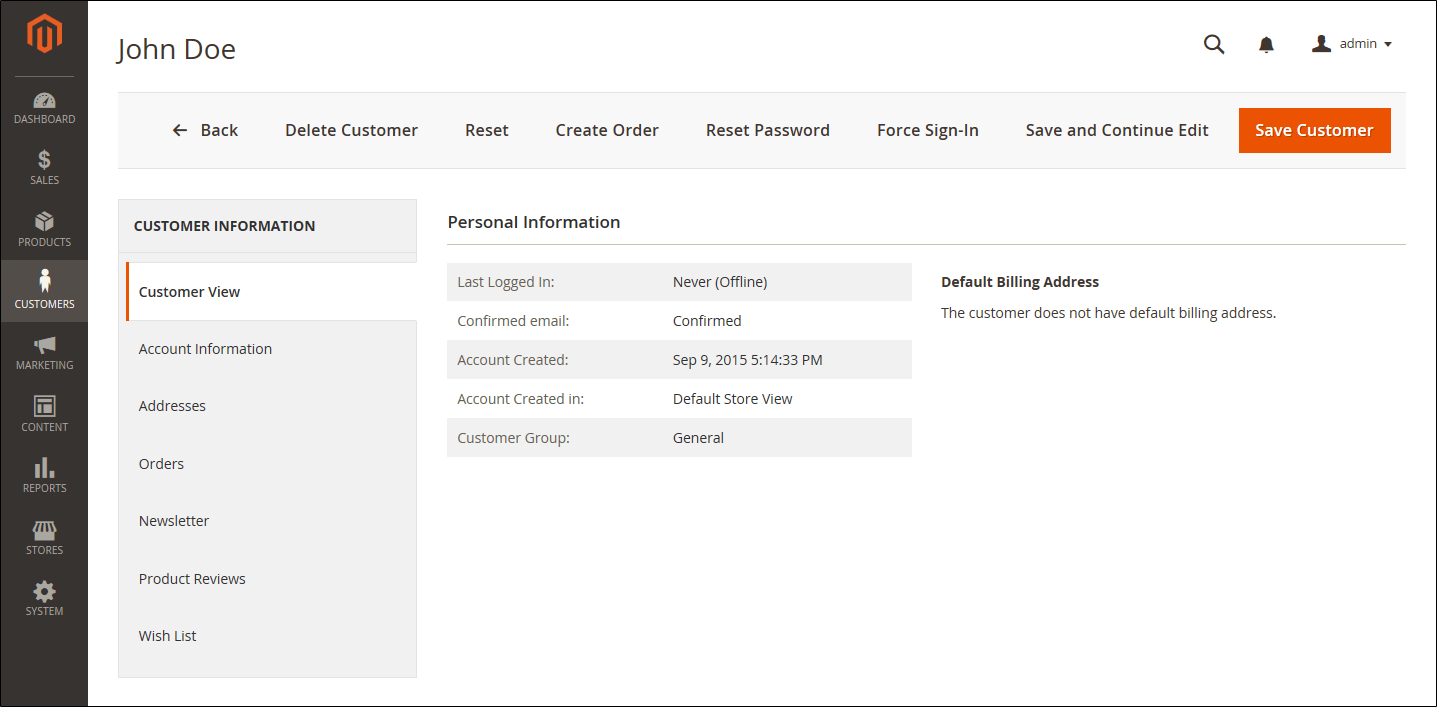 John Doe
admin
DASHBOARD
SALES
PRODUCTS
CUSTOMERS
MARKETING
CONTENT
REPORTS
STORES
SYSTEM
Back Delete Customer Reset Create Order Reset Password Force Sign-In Save and Continue Edit Save Customer
CUSTOMER INFORMATION
Customer View
Account Information
Addresses
Orders
Newsletter
Product Reviews
Wish List
Personal Information
Last Logged In: Never (Offline)
Confirmed email: Confirmed
Account Created: Sep 9, 2015 5:14:33 PM
Account Created in: Default Store View
Customer Group: General
Default Billing Address
The customer does not have default billing address.